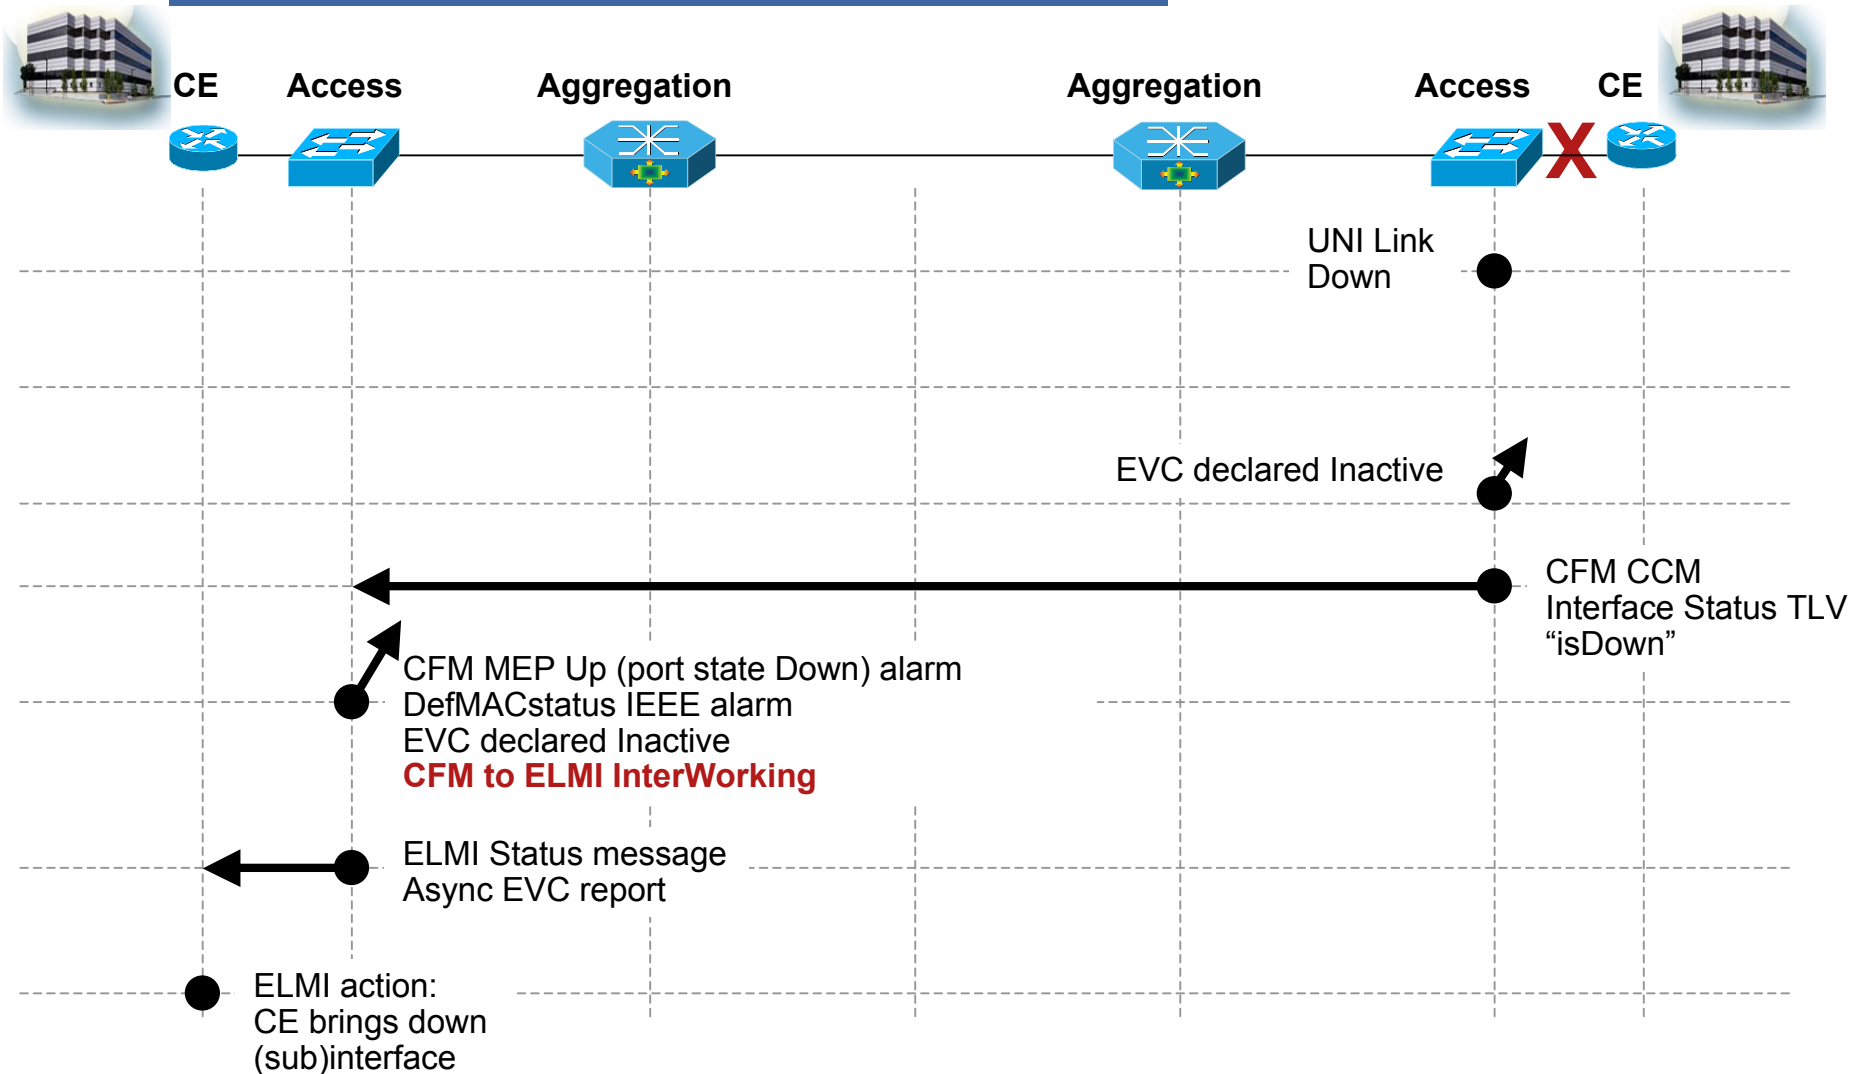 CE
Access
Aggregation
Aggregation
Access
CE
X
UNI Link
Down
EVC declared Inactive
CFM CCM
Interface Status TLV
“isDown”
CFM MEP Up (port state Down) alarm
DefMACstatus IEEE alarm
EVC declared Inactive
CFM to ELMI InterWorking
ELMI Status message
Async EVC report
ELMI action:
CE brings down
(sub)interface